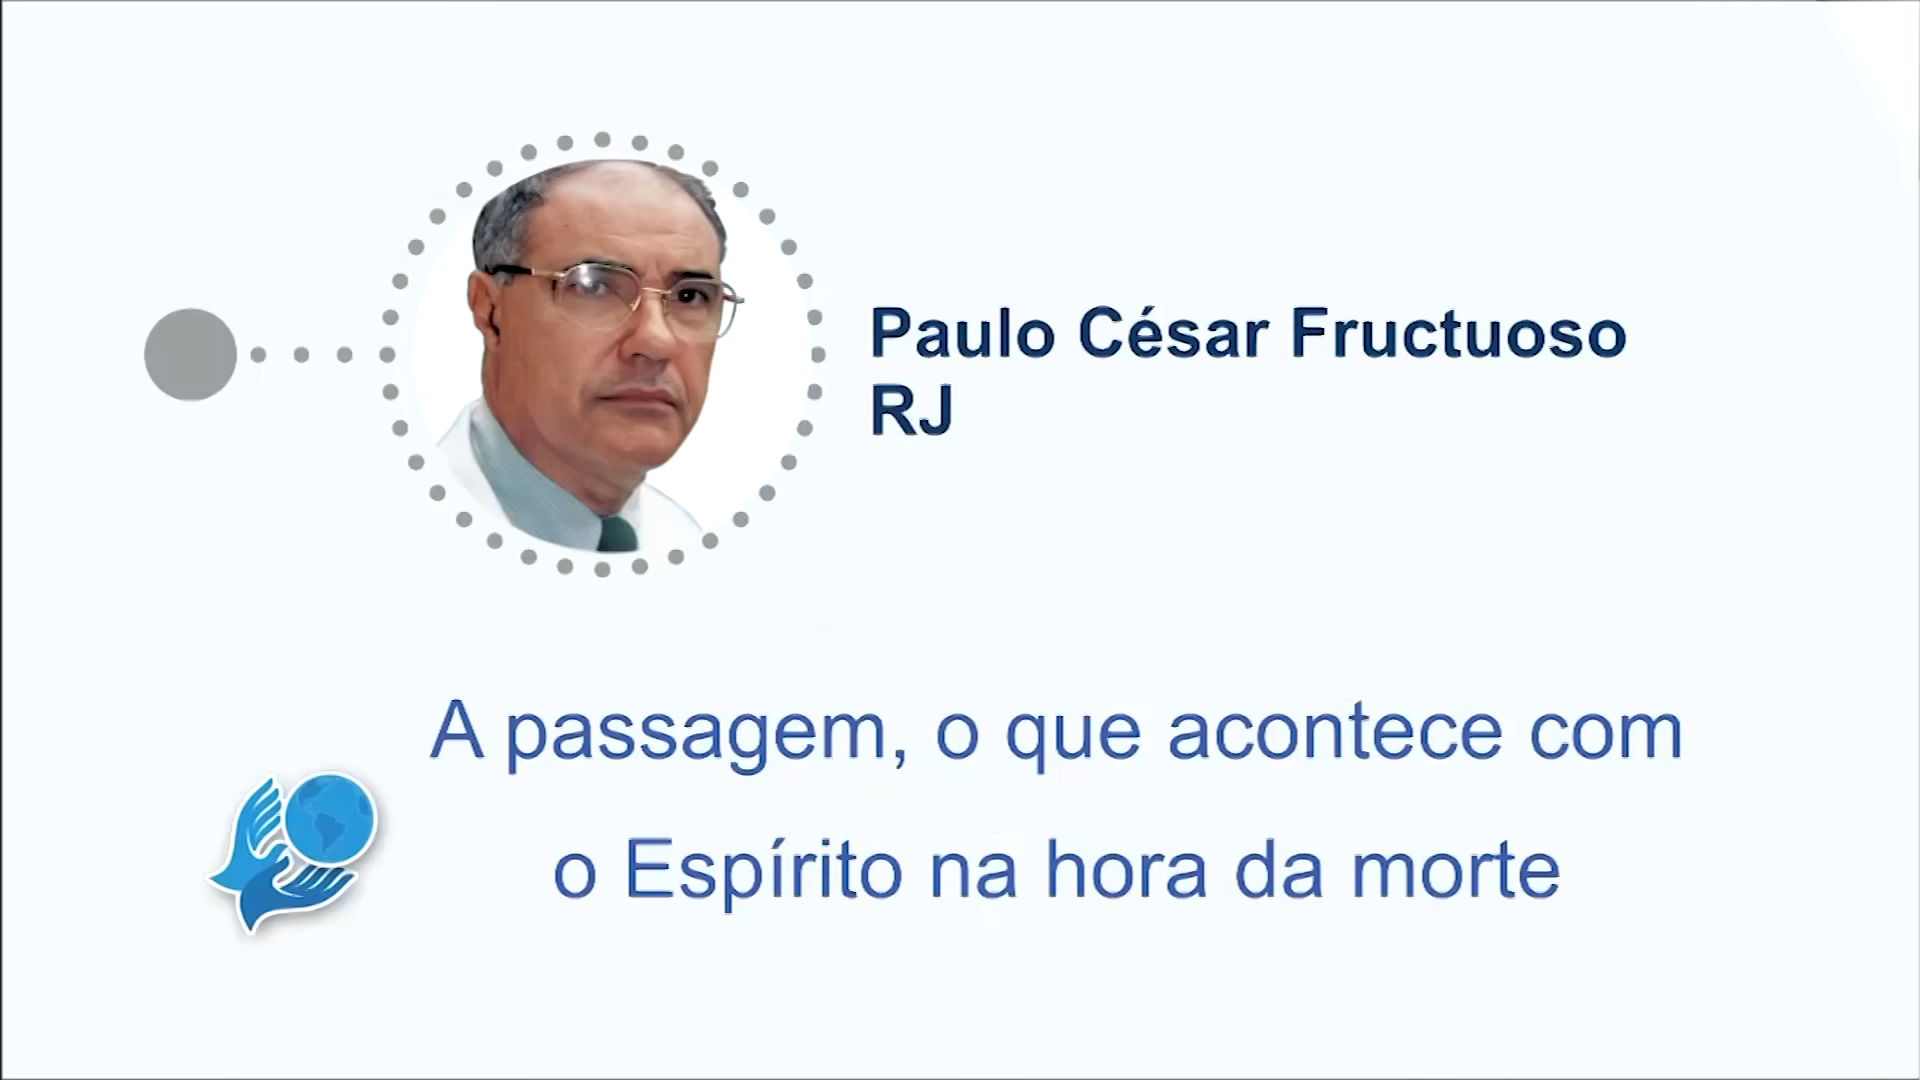 Paulo César Fructuoso
RJ
A passagem, o que acontece com
o Espírito na hora da morte